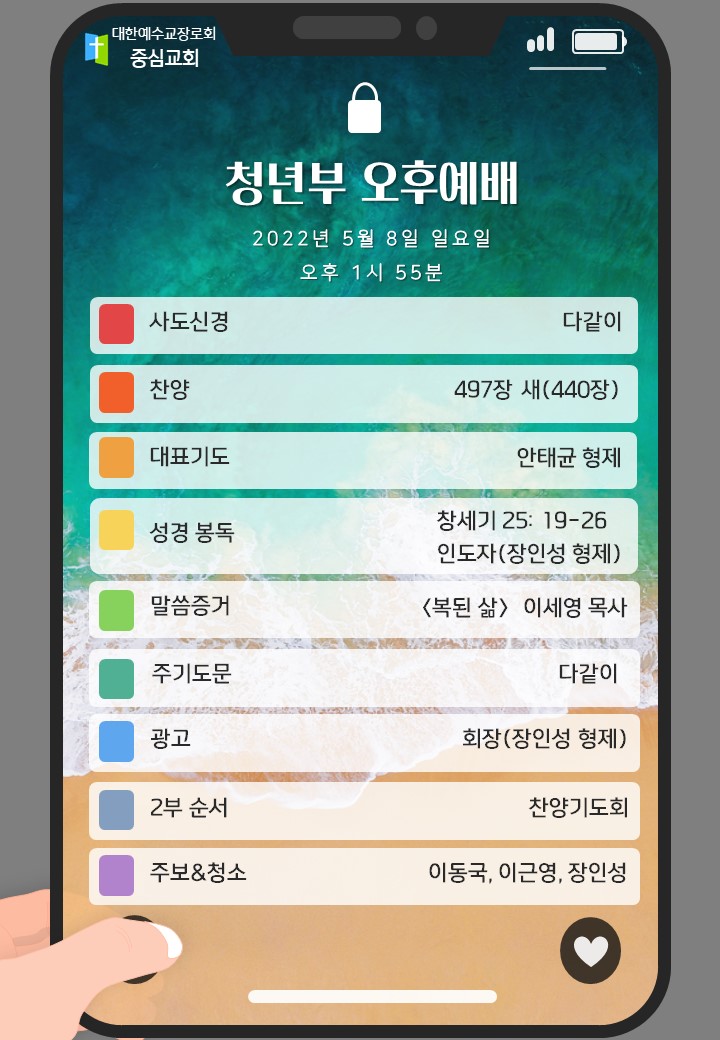 대한예수교장로회
중심교회
청년부 오후예배
2022년 5월 8일 일요일
오후 1시 55분
사도신경 다같이
찬양 497장 새(440장)
대표기도 안태균 형제
성경 봉독 창세기 25: 19-26
인도자(장인성 형제)
말씀증거 〈복된 삶〉 이세영 목사
주기도문 다같이
광고 회장(장인성 형제)
2부 순서 찬양기도회
주보&청소 이동국, 이근영, 장인성